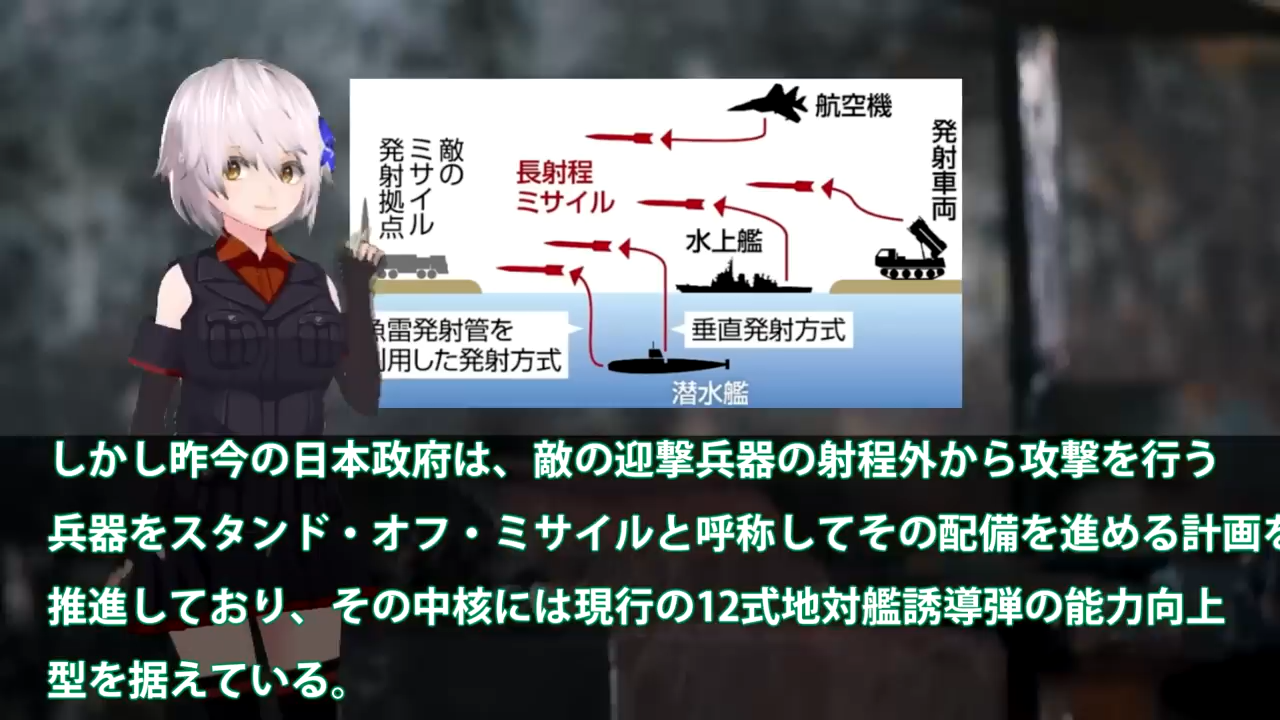 航空機
発射車両
敵の
ミサイル
発射拠点
長射程
ミサイル
水上艦
雷発射管を
用した発射方式
垂直発射方式
潜水艦
しかし昨今の日本政府は、敵の迎撃兵器の射程外から攻撃を行う
兵器をスタンド・オフ・ミサイルと呼称してその配備を進める計画を
推進しており、その中核には現行の12式地対艦誘導弾の能力向上
型を据えている。